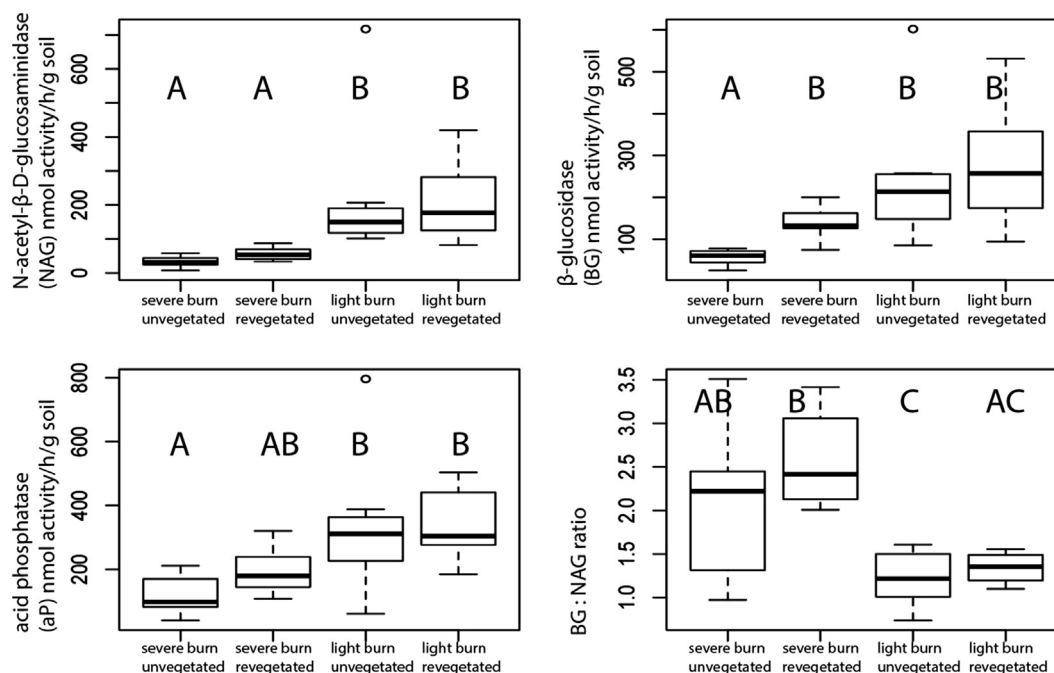 N-acetyl-β-D-glucosaminidase
(NAG) nmol activity/h/g soil
0
200
400
600
A
A
B
B
severe burn
unvegetated
severe burn
revegetated
light burn
unvegetated
light burn
revegetated
β-glucosidase
(BG) nmol activity/h/g soil
100
300
500
A
B
B
B
severe burn
unvegetated
severe burn
revegetated
light burn
unvegetated
light burn
revegetated
acid phosphatase
(aP) nmol activity/h/g soil
200
400
600
800
A
AB
B
B
severe burn
unvegetated
severe burn
revegetated
light burn
unvegetated
light burn
revegetated
BG : NAG ratio
1.0
1.5
2.0
2.5
3.0
3.5
AB
B
C
AC
severe burn
unvegetated
severe burn
revegetated
light burn
unvegetated
light burn
revegetated